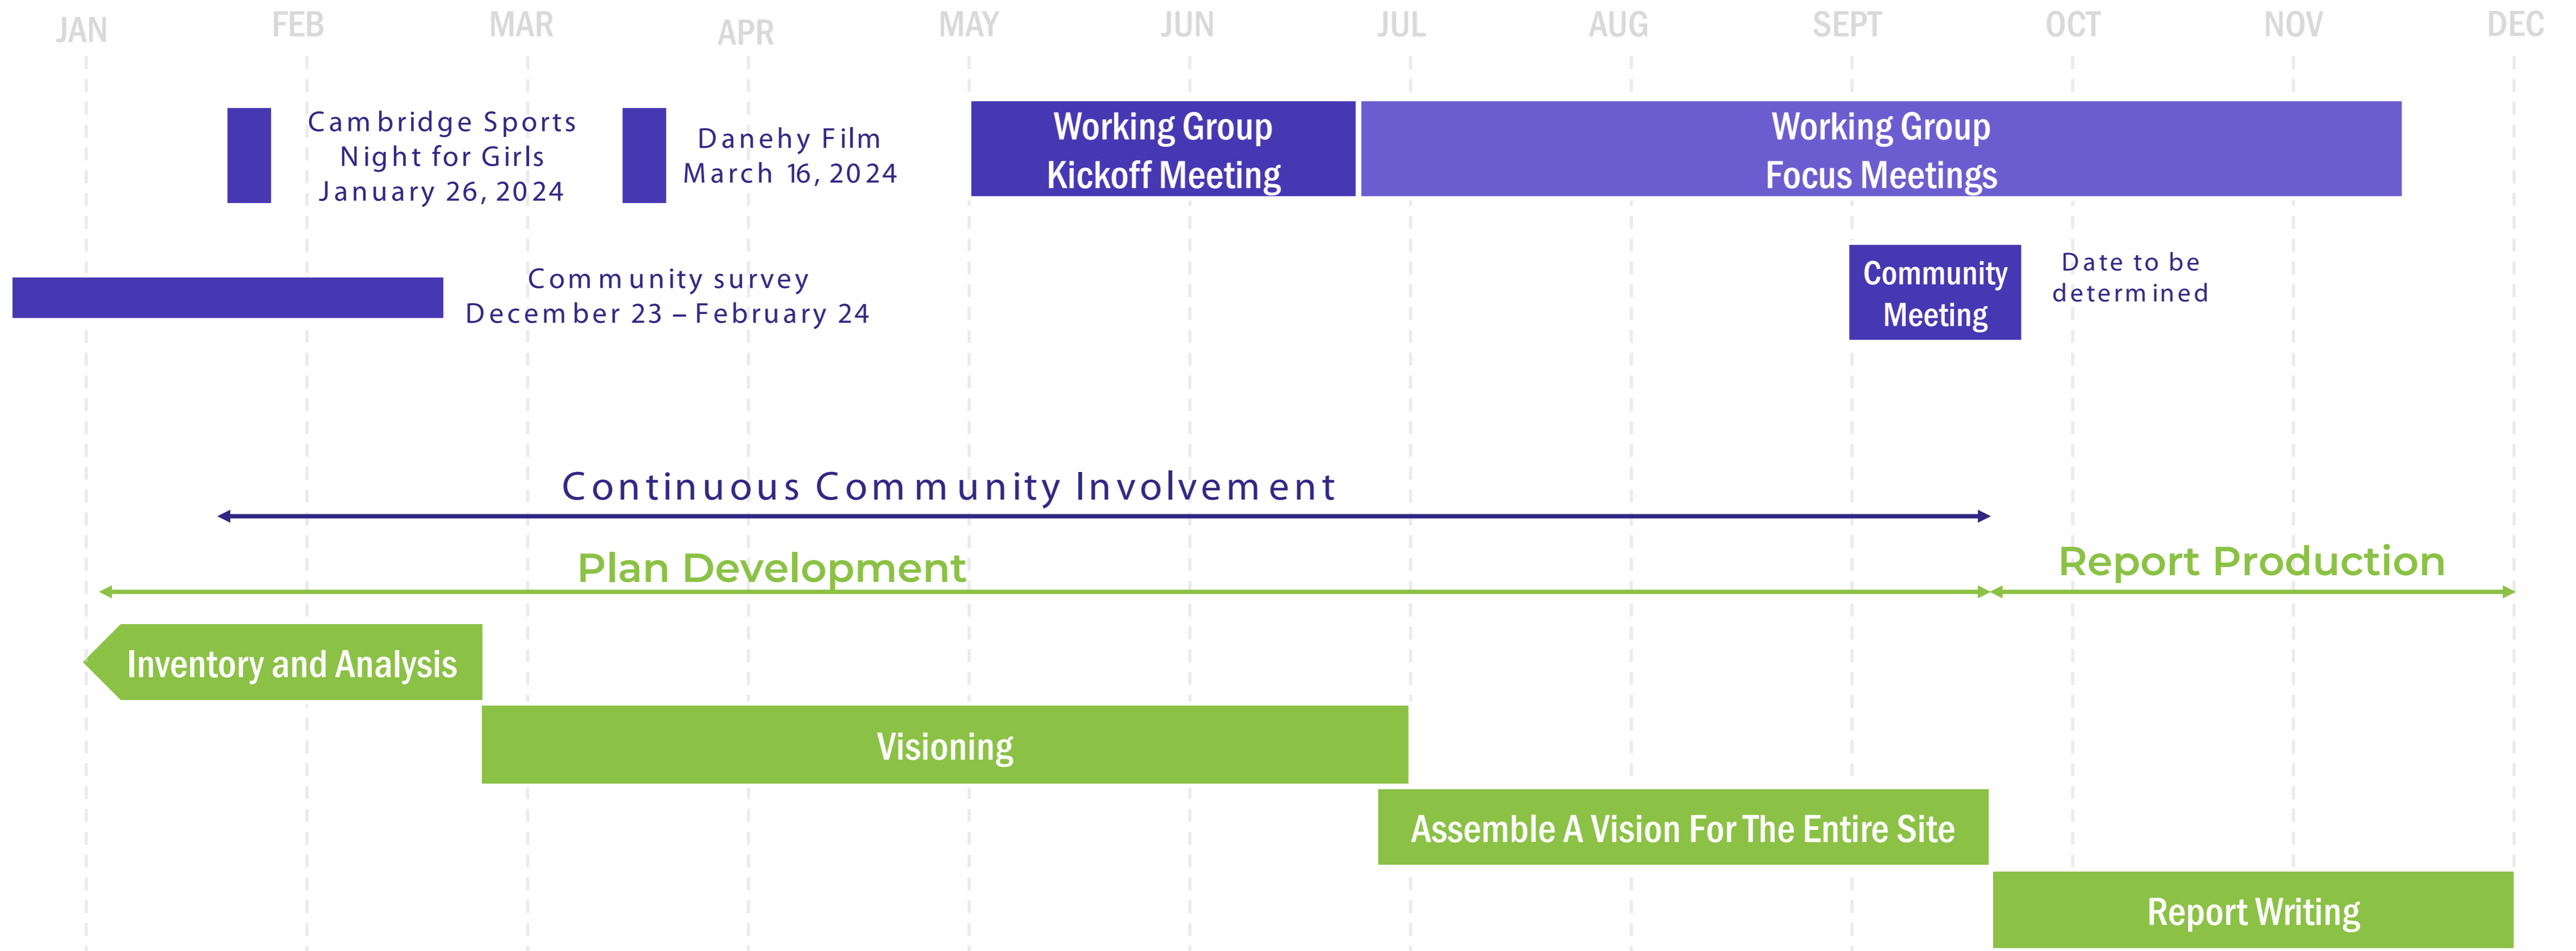 JAN FEB MAR APR MAY JUN JUL AUG SEPT OCT NOV DEC
Cambridge Sports
Night for Girls
January 26, 2024
Danehy Film
March 16, 2024
Working Group
Kickoff Meeting
Working Group
Focus Meetings
Community survey
December 23 – February 24
Community
Meeting
Date to be
determined
Continuous Community Involvement
Plan Development
Report Production
Inventory and Analysis
Visioning
Assemble A Vision For The Entire Site
Report Writing